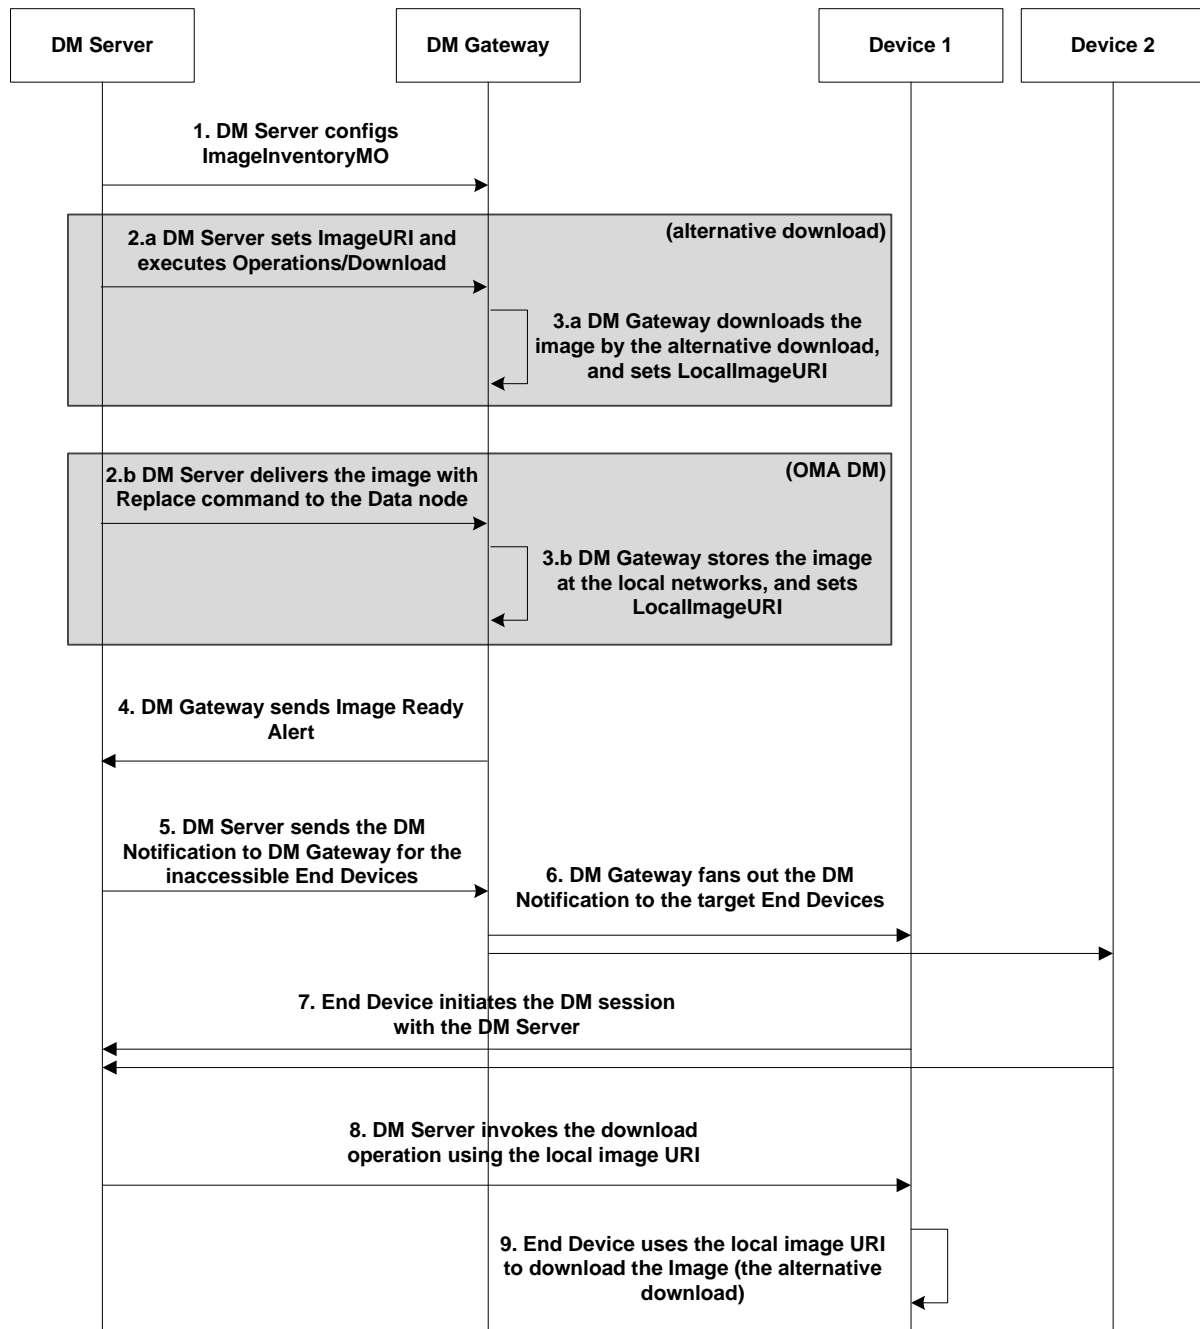 DM Server
DM Gateway
Device 1
Device 2
1. DM Server configs
ImageInventoryMO
(alternative download)
2.a DM Server sets ImageURI and
executes Operations/Download
3.a DM Gateway downloads the
image by the alternative download,
and sets LocalImageURI
(OMA DM)
2.b DM Server delivers the image with
Replace command to the Data node
3.b DM Gateway stores the image
at the local networks, and sets
LocalImageURI
4. DM Gateway sends Image Ready
Alert
5. DM Server sends the DM
Notification to DM Gateway for the
inaccessible End Devices
6. DM Gateway fans out the DM
Notification to the target End Devices
7. End Device initiates the DM session
with the DM Server
8. DM Server invokes the download
operation using the local image URI
9. End Device uses the local image URI
to download the Image (the alternative
download)